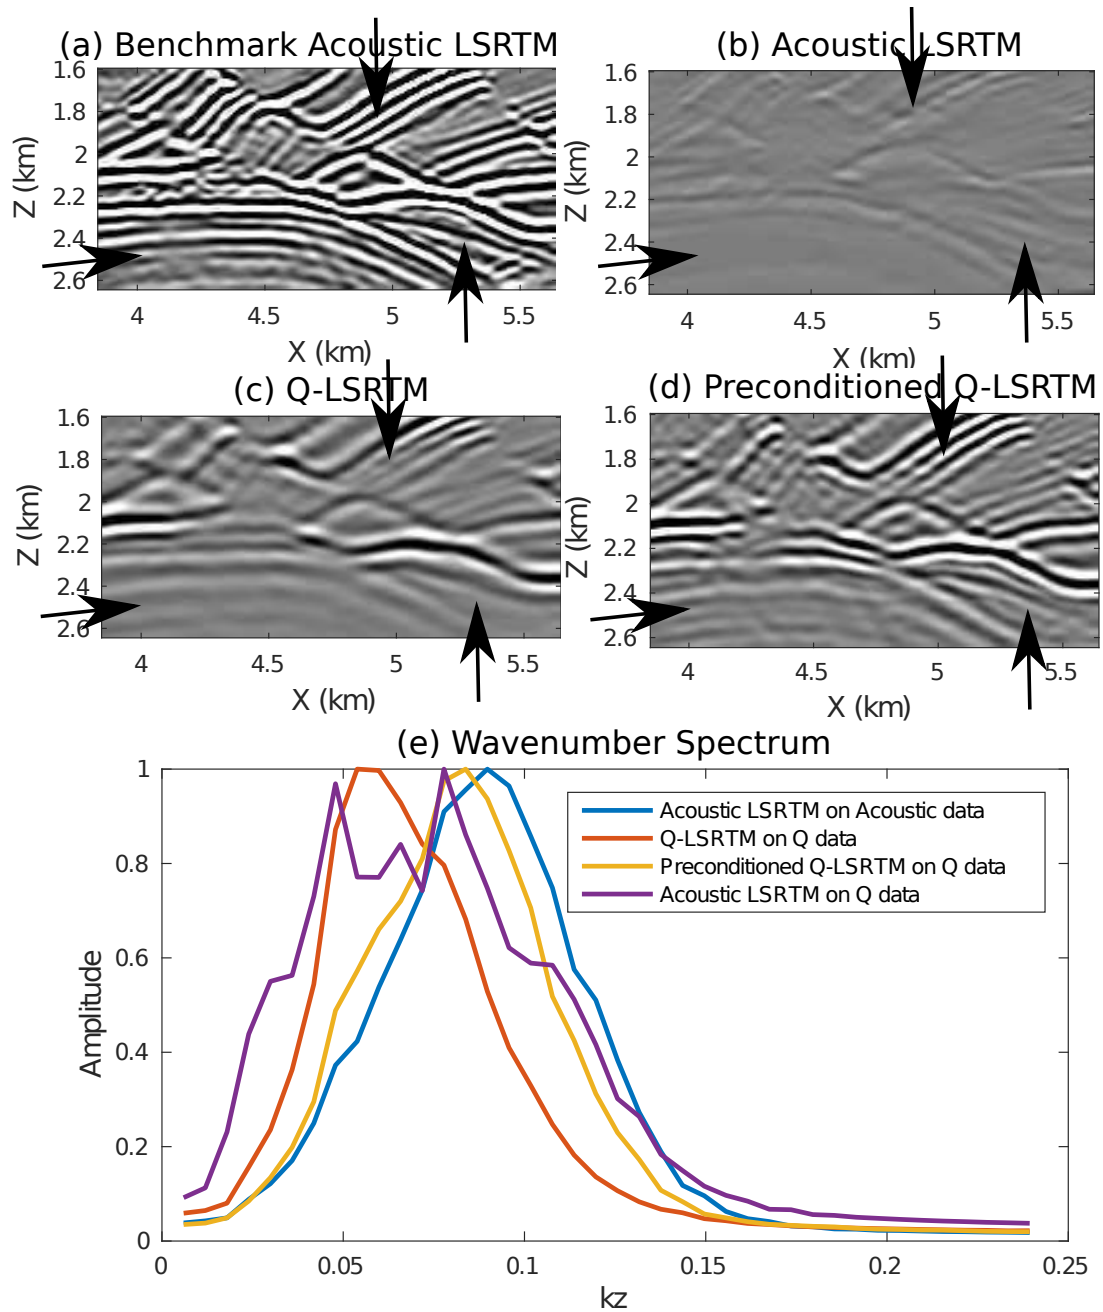 (a) Benchmark Acoustic LSRTM
(b) Acoustic LSRTM
1.6
1.8
2
2.2
2.4
2.6
Z (km)
4
4.5
5
5.5
X (km)
1.6
1.8
2
2.2
2.4
2.6
Z (km)
4
4.5
5
5.5
X (km)
(c) Q-LSRTM
(d) Preconditioned Q-LSRTM
1.6
1.8
2
2.2
2.4
2.6
Z (km)
4
4.5
5
5.5
X (km)
1.6
1.8
2
2.2
2.4
2.6
Z (km)
4
4.5
5
5.5
X (km)
(e) Wavenumber Spectrum
1
0.8
0.6
0.4
0.2
0
Amplitude
Acoustic LSRTM on Acoustic data
Q-LSRTM on Q data
Preconditioned Q-LSRTM on Q data
Acoustic LSRTM on Q data
0
0.05
0.1
0.15
0.2
0.25
kz